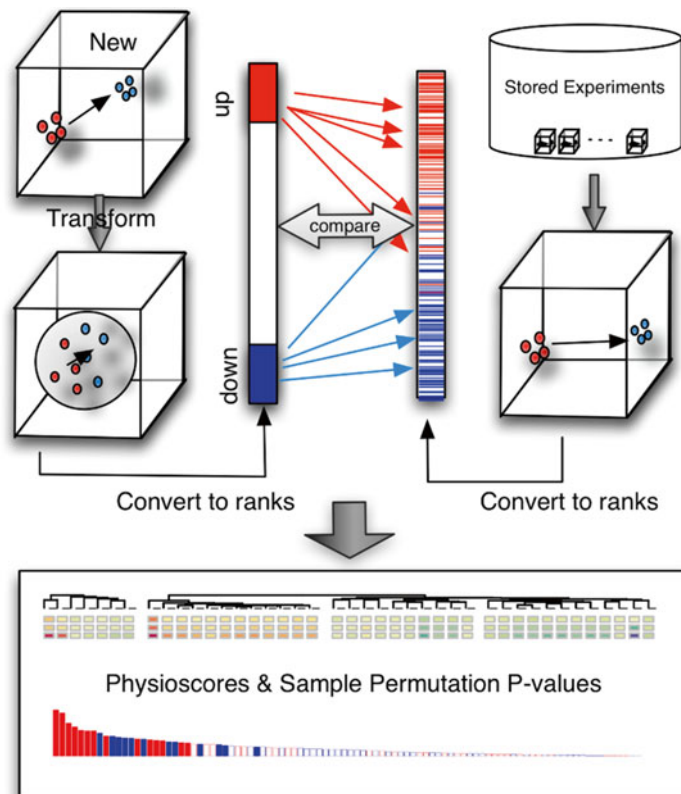 New
Transform
up
down
compare
Stored Experiments
Convert to ranks
Convert to ranks
Physioscores & Sample Permutation P-values